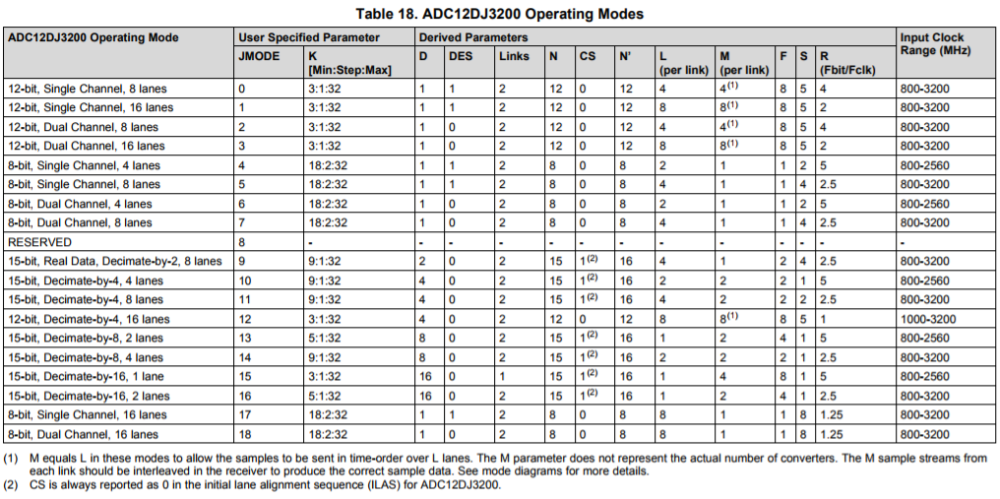 Table 18. ADC12DJ3200 Operating Modes
ADC12DJ3200 Operating Mode User Specified Parameter Derived Parameters Input Clock Range (MHz)
JMODE K [Min:Step:Max] D DES Links N CS N' L (per link) M (per link) F S R (Fbit/Fclk)
12-bit, Single Channel, 8 lanes 0 3:1:32 1 1 2 12 0 12 4 4(1) 8 5 4 800-3200
12-bit, Single Channel, 16 lanes 1 3:1:32 1 1 2 12 0 12 8 8(1) 8 5 2 800-3200
12-bit, Dual Channel, 8 lanes 2 3:1:32 1 0 2 12 0 12 4 4(1) 8 5 4 800-3200
12-bit, Dual Channel, 16 lanes 3 3:1:32 1 0 2 12 0 12 8 8(1) 8 5 2 800-3200
8-bit, Single Channel, 4 lanes 4 18:2:32 1 1 2 8 0 8 2 1 1 2 5 800-2560
8-bit, Single Channel, 8 lanes 5 18:2:32 1 1 2 8 0 8 4 1 1 4 2.5 800-3200
8-bit, Dual Channel, 4 lanes 6 18:2:32 1 0 2 8 0 8 2 1 1 2 5 800-2560
8-bit, Dual Channel, 8 lanes 7 18:2:32 1 0 2 8 0 8 4 1 1 4 2.5 800-3200
RESERVED 8 - - - - - - - - - - - - -
15-bit, Real Data, Decimate-by-2, 8 lanes 9 9:1:32 2 0 2 15 1(2) 16 4 1 2 4 2.5 800-3200
15-bit, Decimate-by-4, 4 lanes 10 9:1:32 4 0 2 15 1(2) 16 2 2 2 1 5 800-2560
15-bit, Decimate-by-4, 8 lanes 11 9:1:32 4 0 2 15 1(2) 16 4 2 2 2 2.5 800-3200
12-bit, Decimate-by-4, 16 lanes 12 3:1:32 4 0 2 12 0 12 8 8(1) 8 5 1 1000-3200
15-bit, Decimate-by-8, 2 lanes 13 5:1:32 8 0 2 15 1(2) 16 1 2 4 1 5 800-2560
15-bit, Decimate-by-8, 4 lanes 14 9:1:32 8 0 2 15 1(2) 16 2 2 2 1 2.5 800-3200
15-bit, Decimate-by-16, 1 lane 15 3:1:32 16 0 1 15 1(2) 16 1 4 8 1 5 800-2560
15-bit, Decimate-by-16, 2 lanes 16 5:1:32 16 0 2 15 1(2) 16 1 2 4 1 2.5 800-3200
8-bit, Single Channel, 16 lanes 17 18:2:32 1 1 2 8 0 8 8 1 1 8 1.25 800-3200
8-bit, Dual Channel, 16 lanes 18 18:2:32 1 0 2 8 0 8 8 1 1 8 1.25 800-3200
(1) M equals L in these modes to allow the samples to be sent in time-order over L lanes. The M parameter does not represent the actual number of converters. The M sample streams from
each link should be interleaved in the receiver to produce the correct sample data. See mode diagrams for more details.
(2) CS is always reported as 0 in the initial lane alignment sequence (ILAS) for ADC12DJ3200.